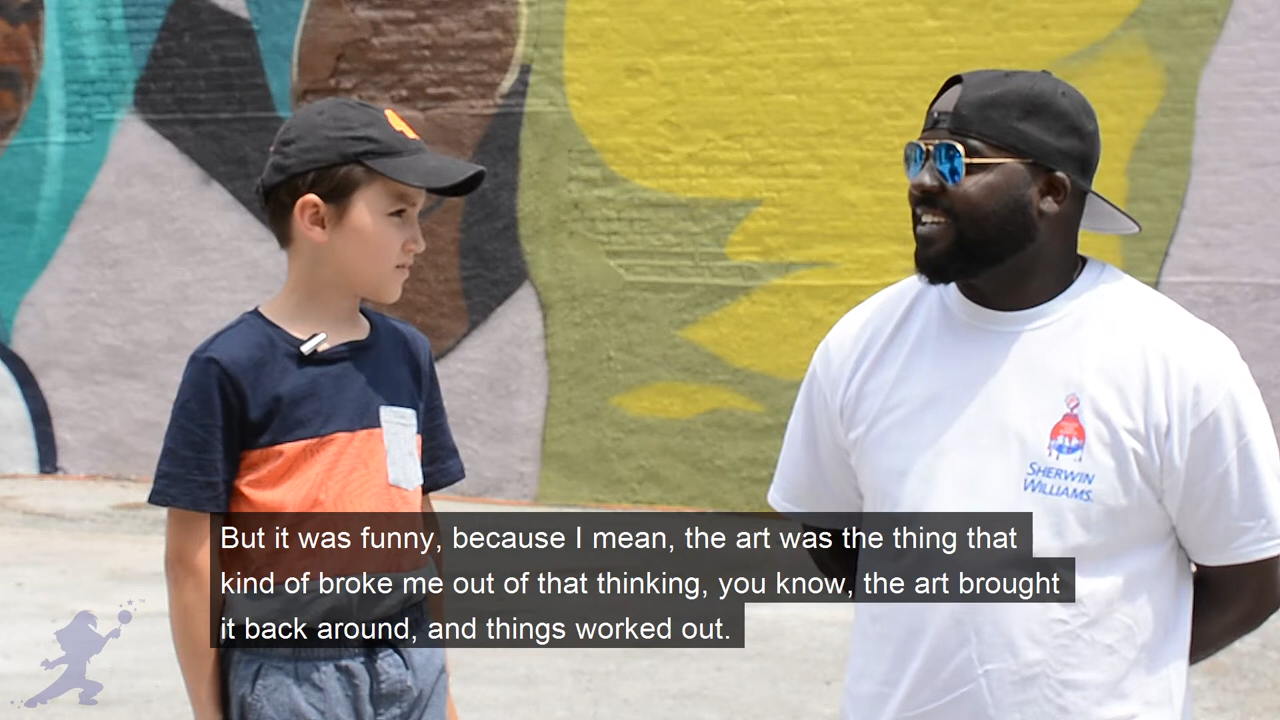 SHERWIN
WILLIAMS.
But it was funny, because I mean, the art was the thing that
kind of broke me out of that thinking, you know, the art brought
it back around, and things worked out.